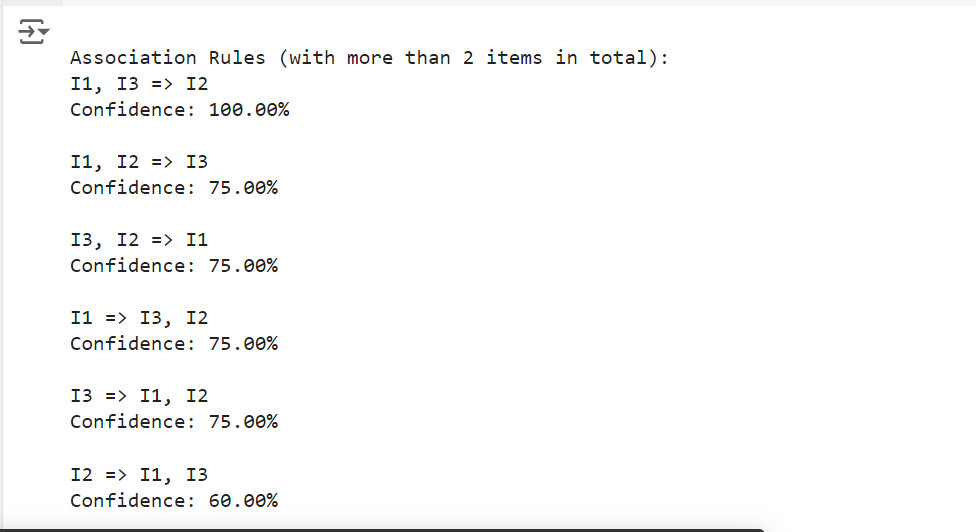 Association Rules (with more than 2 items in total):
I1, I3 => I2
Confidence: 100.00%
I1, I2 => I3
Confidence: 75.00%
I3, I2 => I1
Confidence: 75.00%
I1 => I3, I2
Confidence: 75.00%
I3 => I1, I2
Confidence: 75.00%
I2 => I1, I3
Confidence: 60.00%